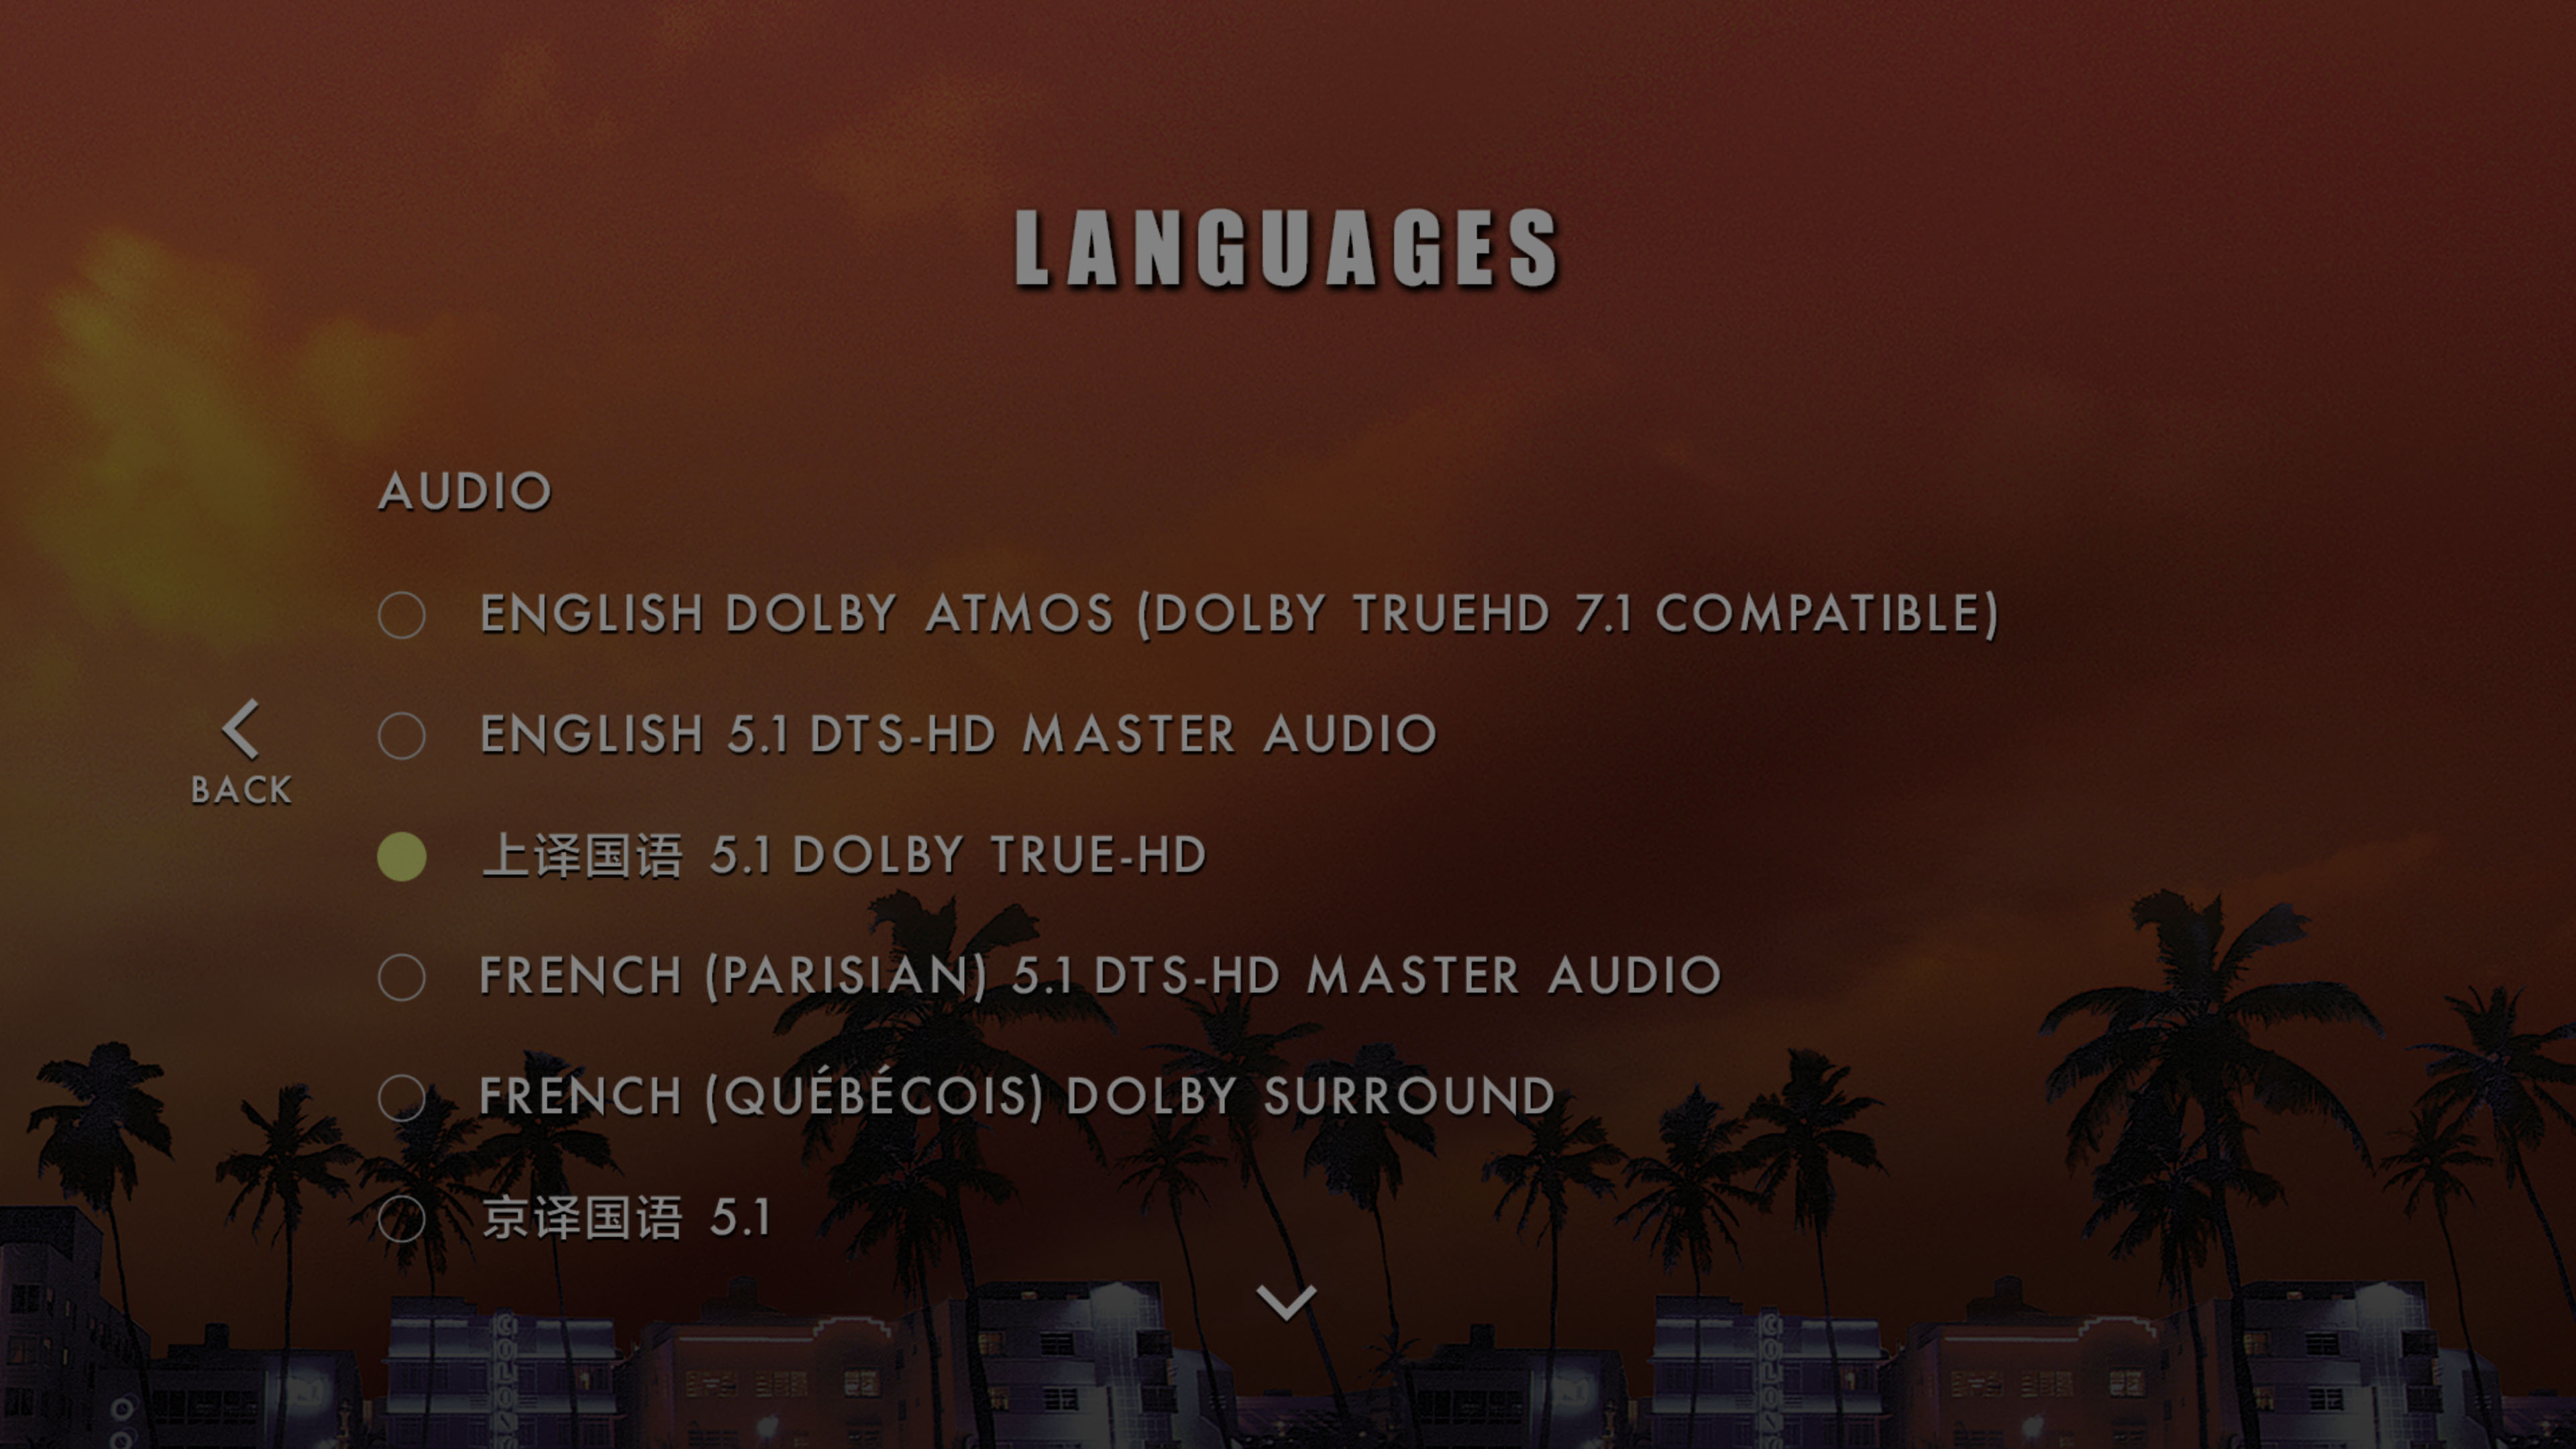 LANGUAGES
AUDIO
ENGLISH DOLBY ATMOS (DOLBY TRUEHD 7.1 COMPATIBLE)
ENGLISH 5.1 DTS-HD MASTER AUDIO
BACK
上译国语 5.1 DOLBY TRUE-HD
FRENCH (PARISIAN) 5.1 DTS-HD MASTER AUDIO
FRENCH (QUÉBÉCOIS) DOLBY SURROUND
京译国语 5.1
COLONY
COLONY